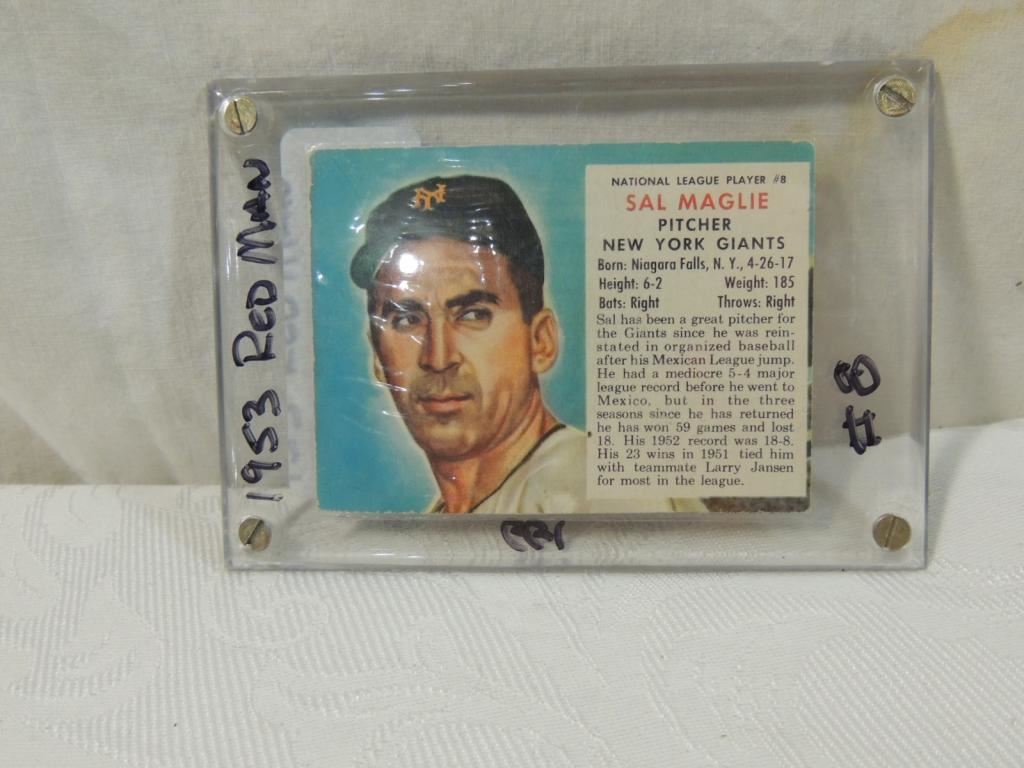 1953 RED MAN
NY
NATIONAL LEAGUE PLAYER #8
SAL MAGLIE
PITCHER
NEW YORK GIANTS
Born: Niagara Falls, N. Y., 4-26-17
Height: 6-2 Weight: 185
Bats: Right Throws: Right
Sal has been a great pitcher for
the Giants since he was rein-
stated in organized baseball
after his Mexican League jump.
He had a mediocre 5-4 major
league record before he went to
Mexico, but in the three
seasons since he has returned
he has won 59 games and lost
18. His 1952 record was 18-8.
His 23 wins in 1951 tied him
with teammate Larry Jansen
for most in the league.
#8